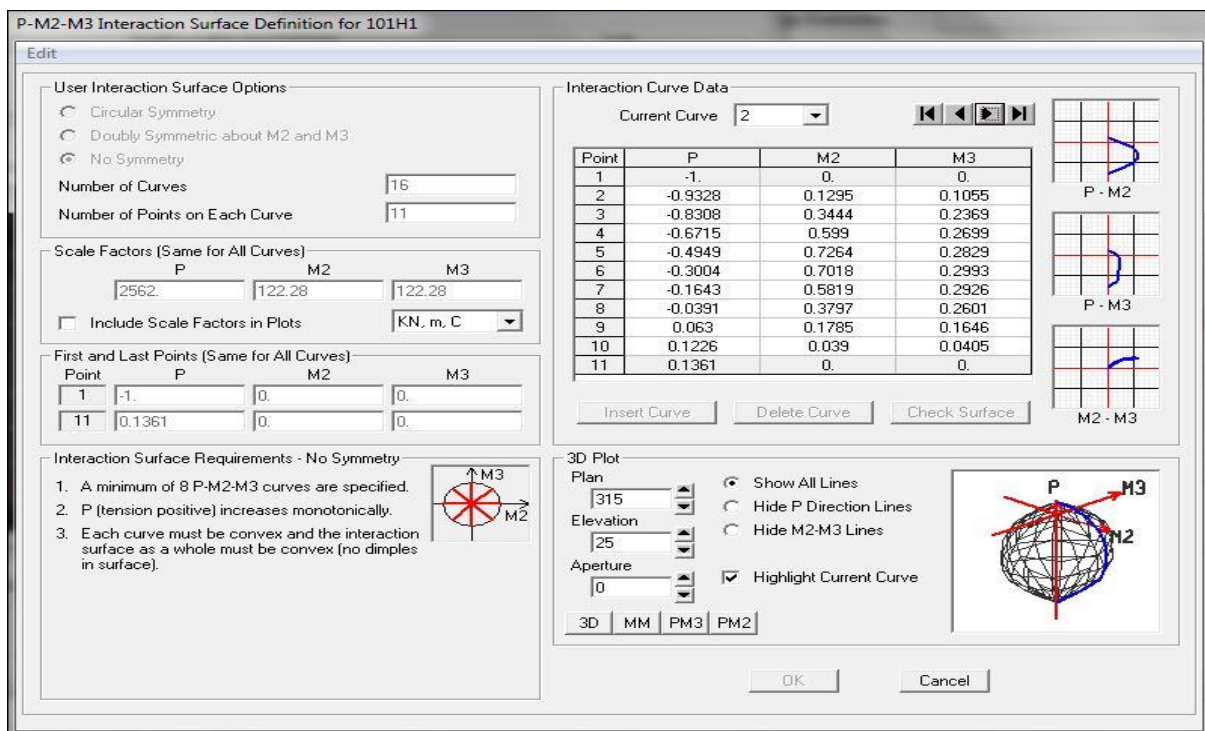 P-M2-M3 Interaction Surface Definition for 101H1
Edit
User Interaction Surface Options
Circular Symmetry
Doubly Symmetric about M2 and M3
No Symmetry
Number of Curves 16
Number of Points on Each Curve 11
Scale Factors (Same for All Curves)
P M2 M3
2562. 122.28 122.28
Include Scale Factors in Plots KN, m, C
First and Last Points (Same for All Curves)
Point P M2 M3
1 -1. 0. 0.
11 0.1361 0. 0.
Interaction Surface Requirements - No Symmetry
1. A minimum of 8 P-M2-M3 curves are specified.
2. P (tension positive) increases monotonically.
3. Each curve must be convex and the interaction
surface as a whole must be convex (no dimples
in surface).
M3
M2
Interaction Curve Data
Current Curve 2
Point P M2 M3
1 -1. 0. 0.
2 -0.9328 0.1295 0.1055
3 -0.8308 0.3444 0.2369
4 -0.6715 0.599 0.2699
5 -0.4949 0.7264 0.2829
6 -0.3004 0.7018 0.2993
7 -0.1643 0.5819 0.2926
8 -0.0391 0.3797 0.2601
9 0.063 0.1785 0.1646
10 0.1226 0.039 0.0405
11 0.1361 0. 0.
P - M2
P - M3
M2 - M3
Insert Curve Delete Curve Check Surface
3D Plot
Plan
315
Elevation
25
Aperture
0
Show All Lines
Hide P Direction Lines
Hide M2-M3 Lines
Highlight Current Curve
3D MM PM3 PM2
P M3
M2
OK Cancel